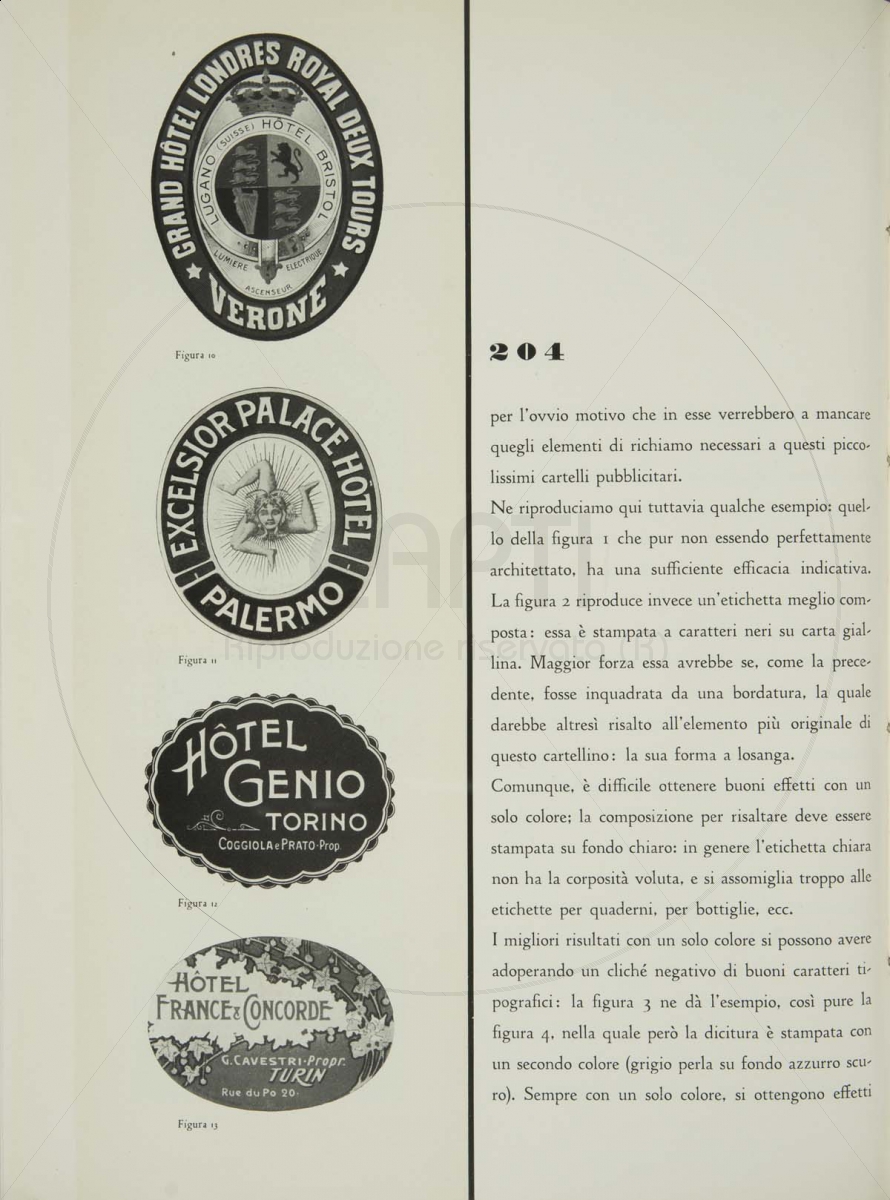 GRAND HÔTEL LONDRES ROYAL DEUX TOURS
LUGANO (SUISSE) HÔTEL BRISTOL
LUMIERE ELECTRIQUE
ASCENSEUR
VERONE
Figura 10
EXCELSIOR PALACE HÔTEL
PALERMO
Figura 11
HÔTEL
GENIO
TORINO
COGGIOLA e PRATO-Prop.
Figura 12
HÔTEL
FRANCE & CONCORDE
G. CAVESTRI-Propr.
TURIN
Rue du Po 20-
Figura 13
204
per l'ovvio motivo che in esse verrebbero a mancare
quegli elementi di richiamo necessari a questi picco-
lissimi cartelli pubblicitari.
Ne riproduciamo qui tuttavia qualche esempio: quel-
lo della figura 1 che pur non essendo perfettamente
architettato, ha una sufficiente efficacia indicativa.
La figura 2 riproduce invece un'etichetta meglio com-
posta: essa è stampata a caratteri neri su carta gial-
lina. Maggior forza essa avrebbe se, come la prece-
dente, fosse inquadrata da una bordatura, la quale
darebbe altresì risalto all'elemento più originale di
questo cartellino: la sua forma a losanga.
Comunque, è difficile ottenere buoni effetti con un
solo colore; la composizione per risaltare deve essere
stampata su fondo chiaro: in genere l'etichetta chiara
non ha la corposità voluta, e si assomiglia troppo alle
etichette per quaderni, per bottiglie, ecc.
I migliori risultati con un solo colore si possono avere
adoperando un cliché negativo di buoni caratteri ti-
pografici: la figura 3 ne dà l'esempio, così pure la
figura 4, nella quale però la dicitura è stampata con
un secondo colore (grigio perla su fondo azzurro scu-
ro). Sempre con un solo colore, si ottengono effetti
Riproduzione riservata (R)